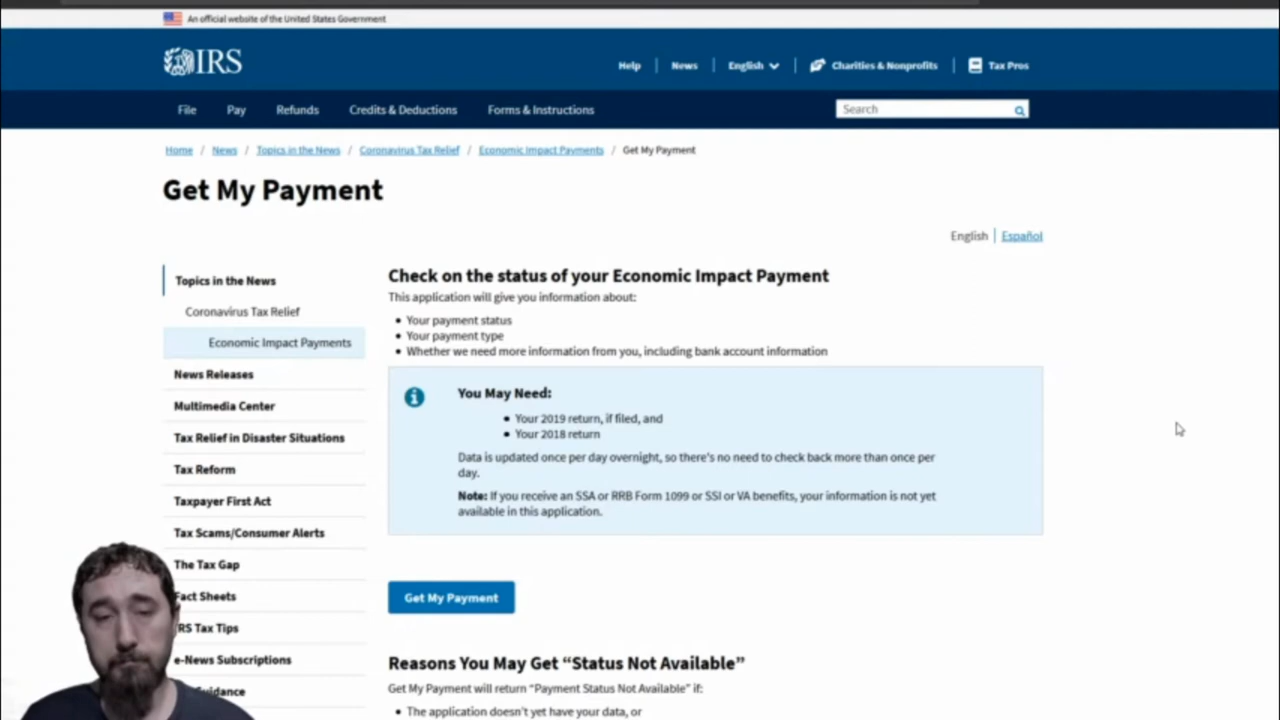 An official website of the United States Government
IRS
Help
News
English
Charities & Nonprofits
Tax Pros
File
Pay
Refunds
Credits & Deductions
Forms & Instructions
Search
Home / News / Topics in the News / Coronavirus Tax Relief / Economic Impact Payments / Get My Payment
Get My Payment
English | Español
Topics in the News
Coronavirus Tax Relief
Economic Impact Payments
News Releases
Multimedia Center
Tax Relief in Disaster Situations
Tax Reform
Taxpayer First Act
Tax Scams/Consumer Alerts
The Tax Gap
Fact Sheets
IRS Tax Tips
e-News Subscriptions
Guidance
Check on the status of your Economic Impact Payment
This application will give you information about:
• Your payment status
• Your payment type
• Whether we need more information from you, including bank account information
You May Need:
• Your 2019 return, if filed, and
• Your 2018 return
Data is updated once per day overnight, so there's no need to check back more than once per
day.
Note: If you receive an SSA or RRB Form 1099 or SSI or VA benefits, your information is not yet
available in this application.
Get My Payment
Reasons You May Get “Status Not Available”
Get My Payment will return “Payment Status Not Available” if:
• The application doesn't yet have your data, or